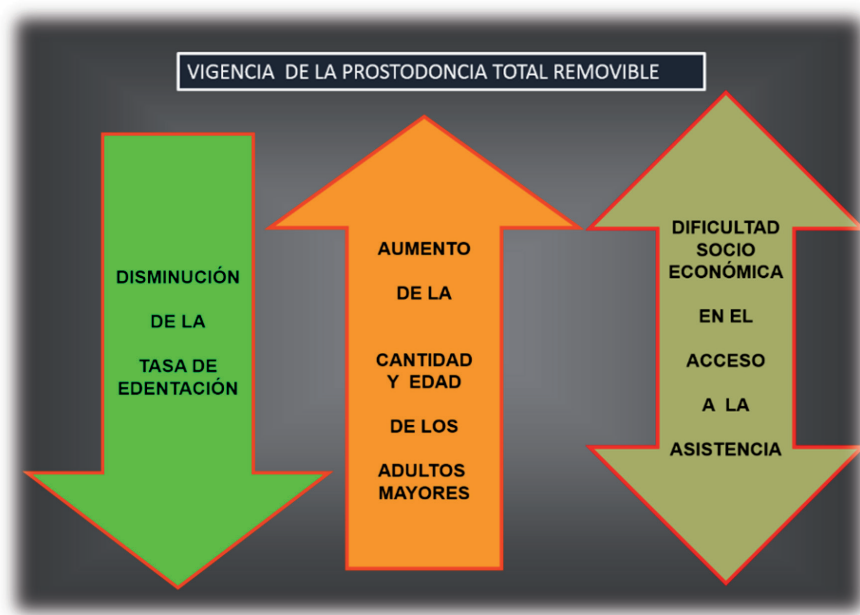 VIGENCIA DE LA PROSTODONCIA TOTAL REMOVIBLE
DISMINUCIÓN
DE LA
TASA DE
EDENTACIÓN
AUMENTO
DE LA
CANTIDAD
Y EDAD
DE LOS
ADULTOS
MAYORES
DIFICULTAD
SOCIO
ECONÓMICA
EN EL
ACCESO
A LA
ASISTENCIA